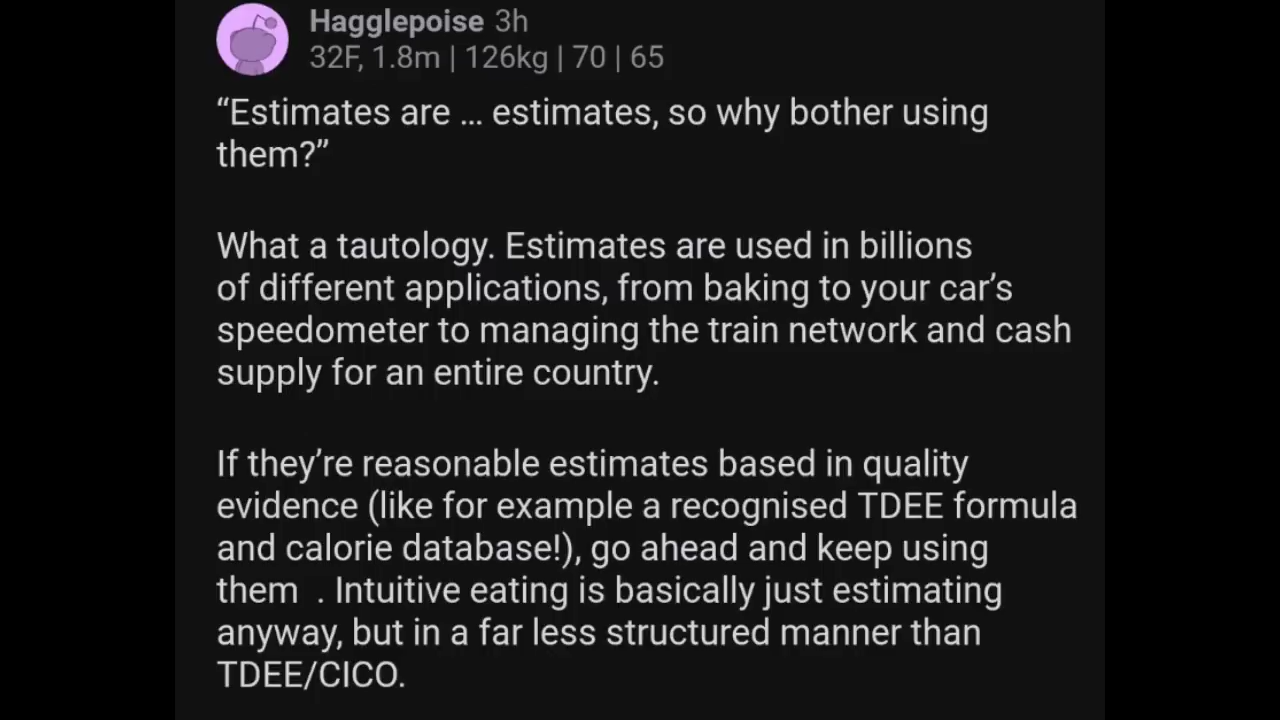 Hagglepoise 3h
32F, 1.8m | 126kg | 70 | 65
“Estimates are ... estimates, so why bother using
them?”
What a tautology. Estimates are used in billions
of different applications, from baking to your car’s
speedometer to managing the train network and cash
supply for an entire country.
If they’re reasonable estimates based in quality
evidence (like for example a recognised TDEE formula
and calorie database!), go ahead and keep using
them . Intuitive eating is basically just estimating
anyway, but in a far less structured manner than
TDEE/CICO.